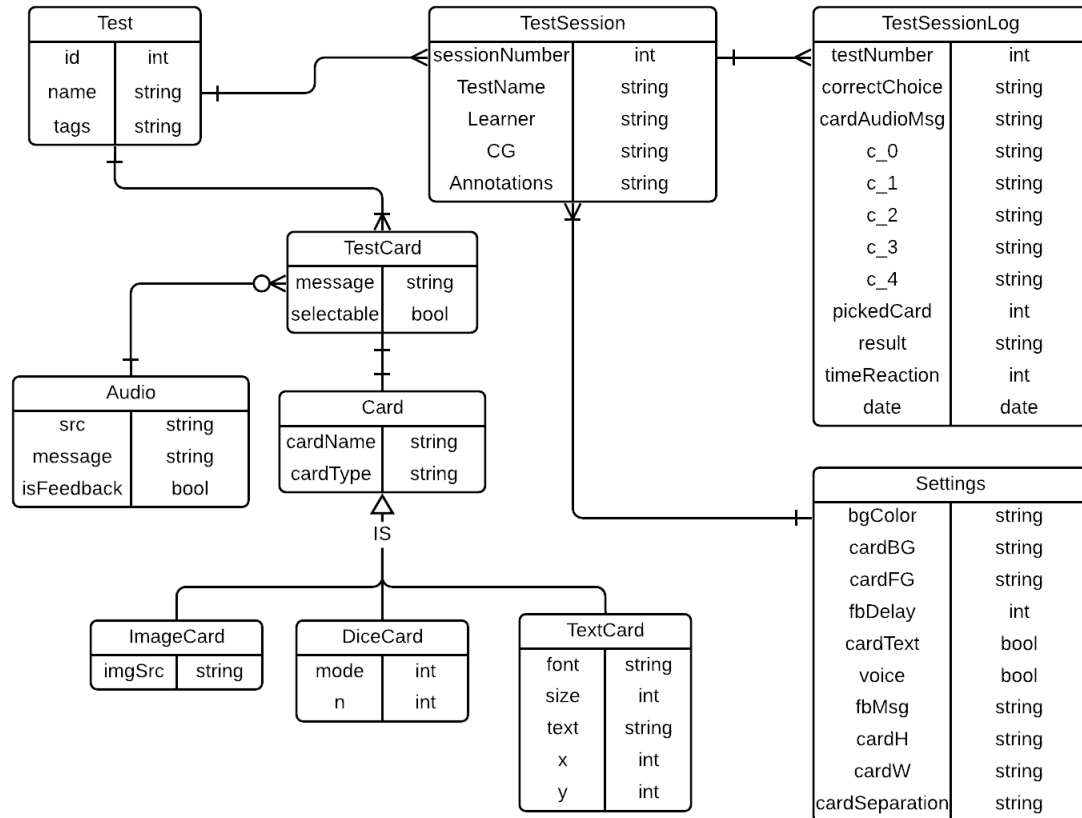 Test
id int
name string
tags string
TestSession
sessionNumber int
TestName string
Learner string
CG string
Annotations string
TestSessionLog
testNumber int
correctChoice string
cardAudioMsg string
c_0 string
c_1 string
c_2 string
c_3 string
c_4 string
pickedCard int
result string
timeReaction int
date date
TestCard
message string
selectable bool
Audio
src string
message string
isFeedback bool
Card
cardName string
cardType string
IS
ImageCard
imgSrc string
DiceCard
mode int
n int
TextCard
font string
size int
text string
x int
y int
Settings
bgColor string
cardBG string
cardFG string
fbDelay int
cardText bool
voice bool
fbMsg string
cardH string
cardW string
cardSeparation string